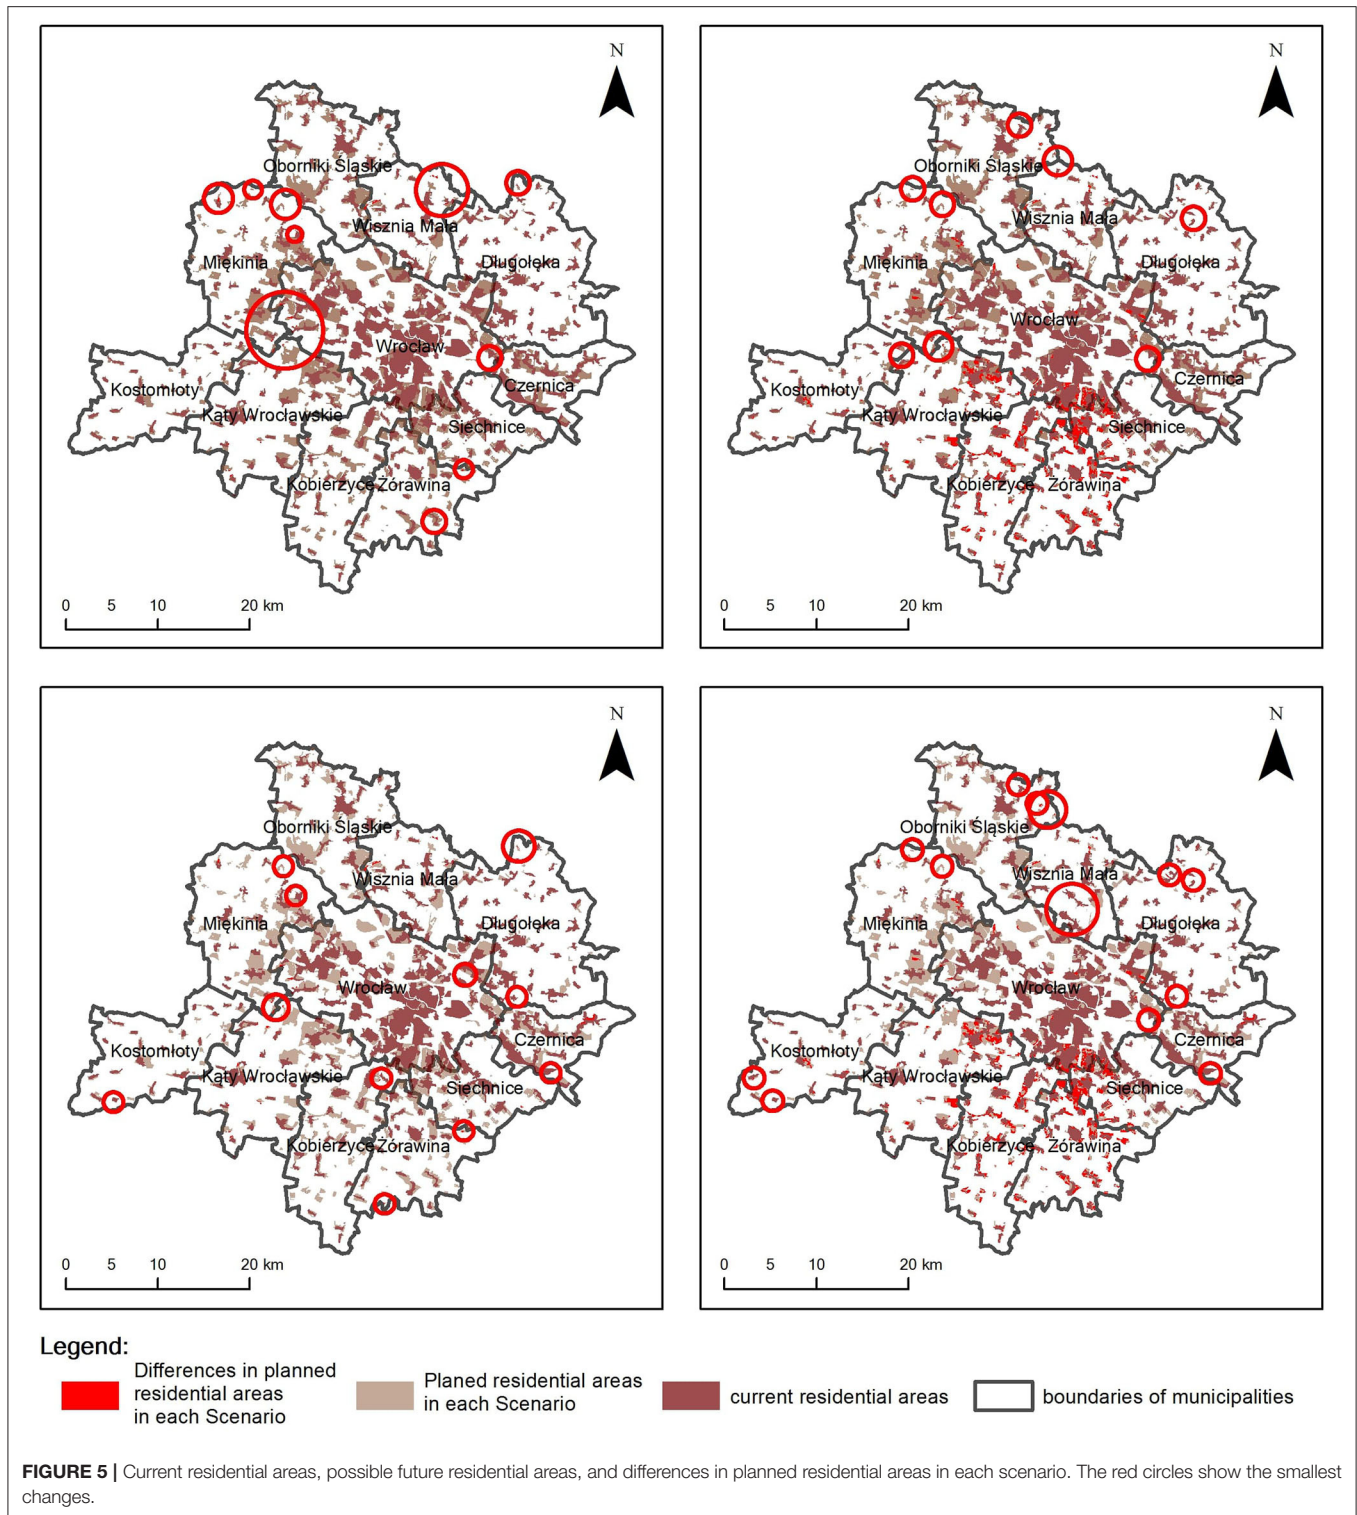 N
Oborniki Śląskie
Wisznia Mała
Miękinia
Długołęka
Wrocław
Kostomłoty
Czernica
Kąty Wrocławskie
Siechnice
Kobierzyce
Żórawina
0 5 10 20 km
N
Oborniki Śląskie
Wisznia Mała
Miękinia
Długołęka
Wrocław
Kostomłoty
Czernica
Kąty Wrocławskie
Siechnice
Kobierzyce
Żórawina
0 5 10 20 km
N
Oborniki Śląskie
Wisznia Mała
Miękinia
Długołęka
Wrocław
Kostomłoty
Czernica
Kąty Wrocławskie
Siechnice
Kobierzyce
Żórawina
0 5 10 20 km
N
Oborniki Śląskie
Wisznia Mała
Miękinia
Długołęka
Wrocław
Kostomłoty
Czernica
Kąty Wrocławskie
Siechnice
Kobierzyce
Żórawina
0 5 10 20 km
Legend:
Differences in planned
residential areas
in each Scenario
Planed residential areas
in each Scenario
current residential areas
boundaries of municipalities
FIGURE 5 | Current residential areas, possible future residential areas, and differences in planned residential areas in each scenario. The red circles show the smallest
changes.